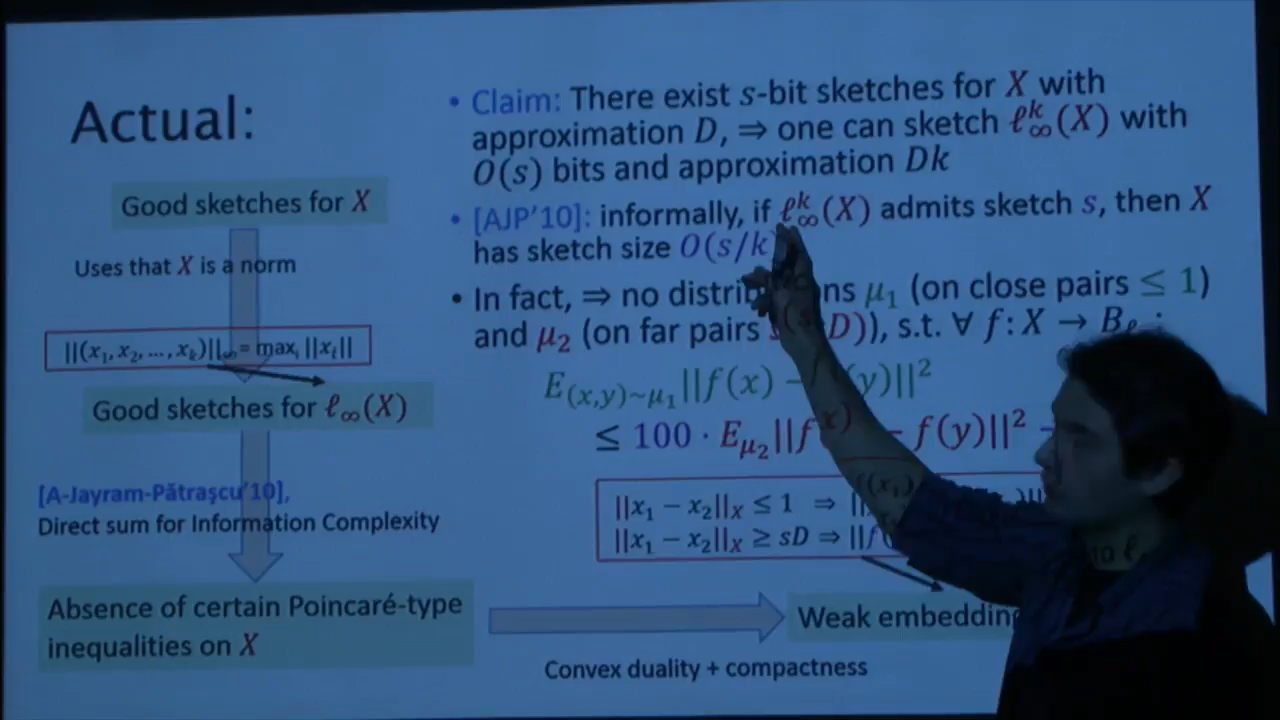 Actual:
Good sketches for X
Uses that X is a norm
||(x₁, x₂, …, xₖ)||∞ = maxᵢ ||xᵢ||
Good sketches for ℓ∞(X)
[A-Jayram-Pătraşcu'10],
Direct sum for Information Complexity
Absence of certain Poincaré-type
inequalities on X
• Claim: There exist s-bit sketches for X with
approximation D, ⇒ one can sketch ℓ∞ᵏ(X) with
O(s) bits and approximation Dk
• [AJP'10]: informally, if ℓ∞ᵏ(X) admits sketch s, then X
has sketch size O(s/k
• In fact, ⇒ no μ₁ (on close pairs ≤ 1)
and μ₂ (on far pairs D)), s.t. ∀ f: X →
E₍ₓ,ᵧ₎~μ₁||f(x) − (y)||²
≤ 100 · E_μ₂||f − f(y)||²
||x₁ − x₂||_X ≤ 1 ⇒
||x₁ − x₂||_X ≥ sD ⇒ ||f
Weak embedding
Convex duality + compactness